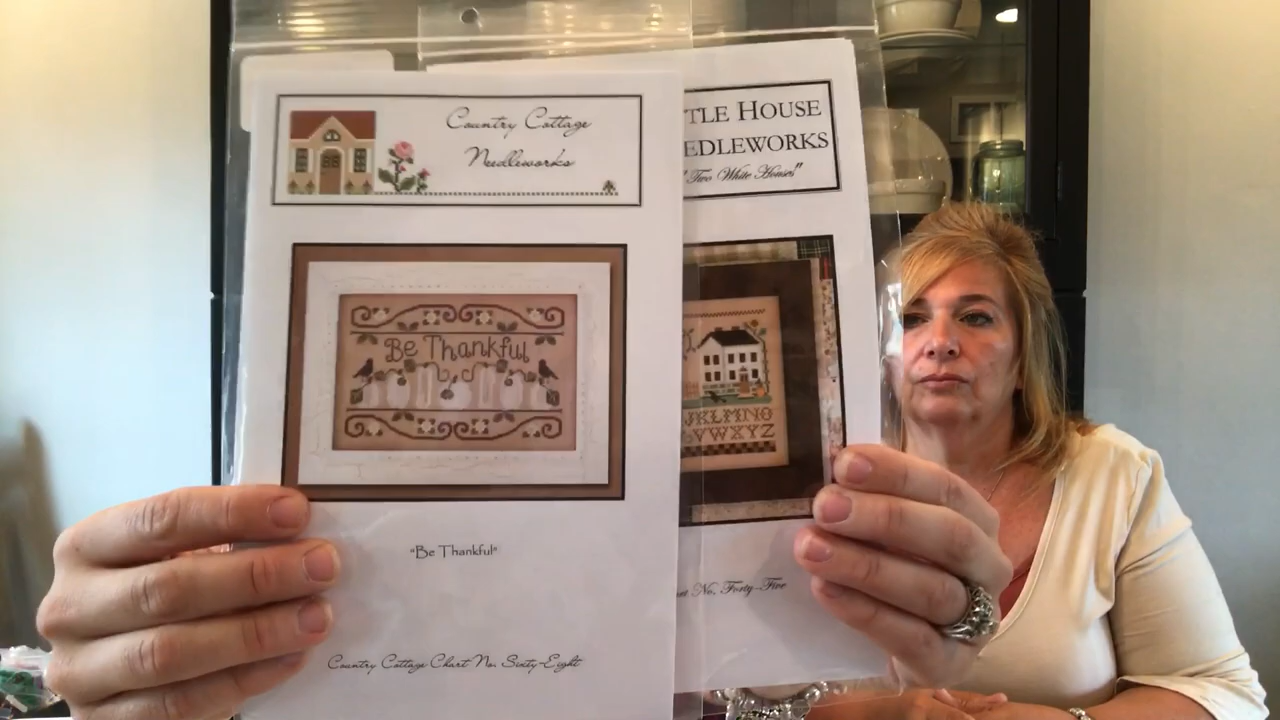 Country Cottage
Needleworks
Be Thankful
"Be Thankful"
Country Cottage Chart No. Sixty-Eight
TLE HOUSE
EDLEWORKS
"Two White Houses"
JKLMNO
VWXYZ
No. Forty-Five